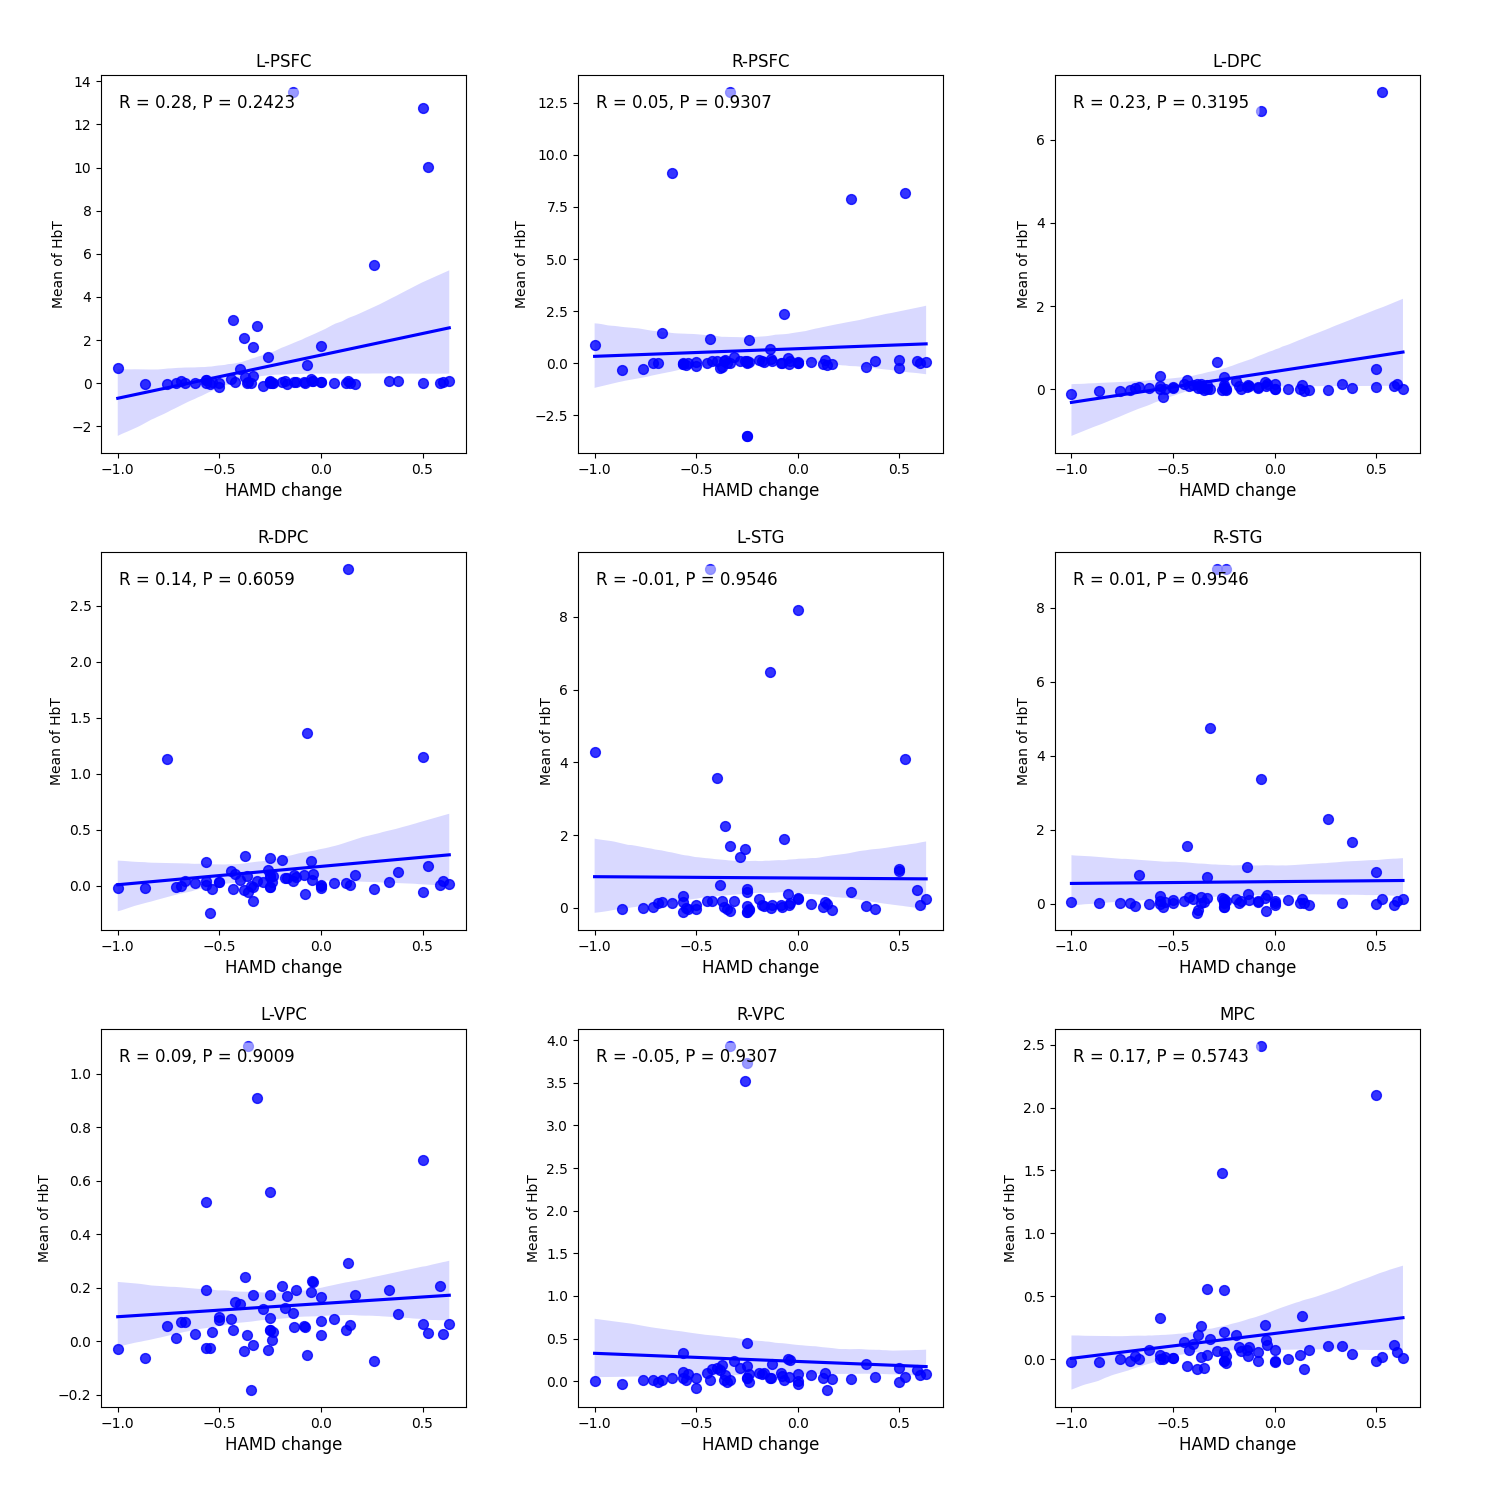 L-PSFC
R = 0.28, P = 0.2423
Mean of HbT
14
12
10
8
6
4
2
0
−2
−1.0 −0.5 0.0 0.5
HAMD change
R-PSFC
R = 0.05, P = 0.9307
Mean of HbT
12.5
10.0
7.5
5.0
2.5
0.0
−2.5
−1.0 −0.5 0.0 0.5
HAMD change
L-DPC
R = 0.23, P = 0.3195
Mean of HbT
6
4
2
0
−1.0 −0.5 0.0 0.5
HAMD change
R-DPC
R = 0.14, P = 0.6059
Mean of HbT
2.5
2.0
1.5
1.0
0.5
0.0
−1.0 −0.5 0.0 0.5
HAMD change
L-STG
R = -0.01, P = 0.9546
Mean of HbT
8
6
4
2
0
−1.0 −0.5 0.0 0.5
HAMD change
R-STG
R = 0.01, P = 0.9546
Mean of HbT
8
6
4
2
0
−1.0 −0.5 0.0 0.5
HAMD change
L-VPC
R = 0.09, P = 0.9009
Mean of HbT
1.0
0.8
0.6
0.4
0.2
0.0
−0.2
−1.0 −0.5 0.0 0.5
HAMD change
R-VPC
R = -0.05, P = 0.9307
Mean of HbT
4.0
3.5
3.0
2.5
2.0
1.5
1.0
0.5
0.0
−1.0 −0.5 0.0 0.5
HAMD change
MPC
R = 0.17, P = 0.5743
Mean of HbT
2.5
2.0
1.5
1.0
0.5
0.0
−1.0 −0.5 0.0 0.5
HAMD change